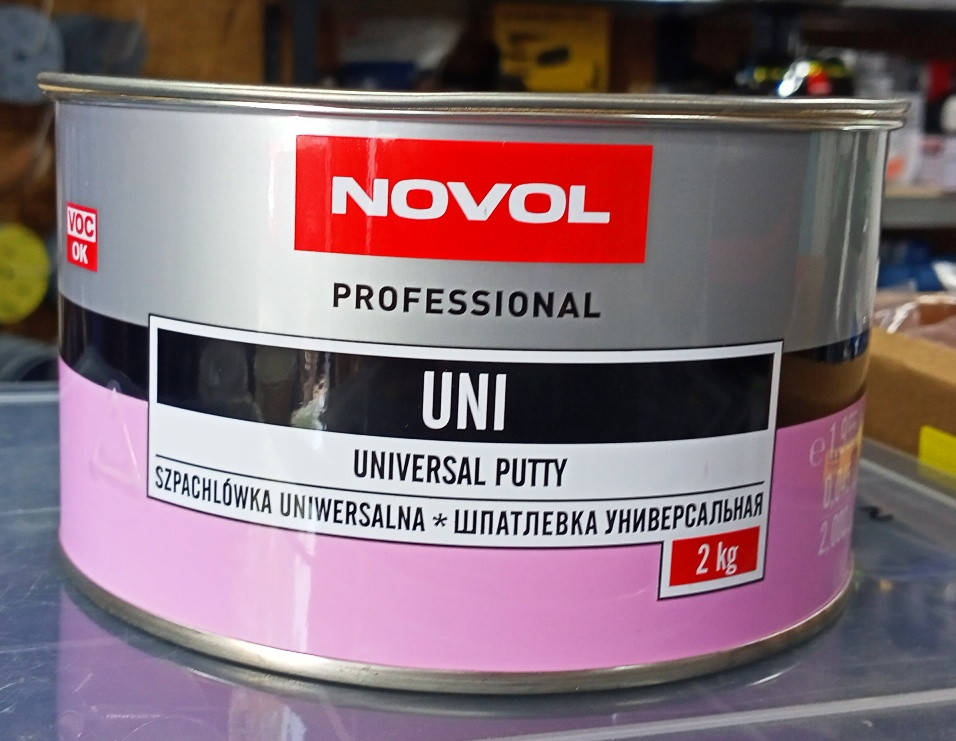 NOVOL
VOC
OK
PROFESSIONAL
UNI
UNIVERSAL PUTTY
SZPACHLÓWKA UNIWERSALNA * ШПАТЛЕВКА УНИВЕРСАЛЬНАЯ
2 kg